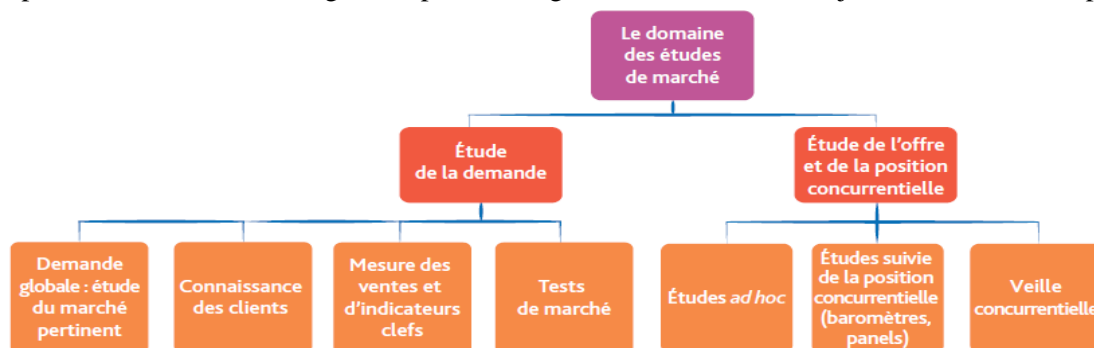 Le domaine
des études
de marché
Étude
de la demande
Étude de l'offre
et de la position
concurrentielle
Demande
globale : étude
du marché
pertinent
Connaissance
des clients
Mesure des
ventes et
d'indicateurs
clefs
Tests
de marché
Études ad hoc
Études suivie
de la position
concurrentielle
(baromètres,
panels)
Veille
concurrentielle